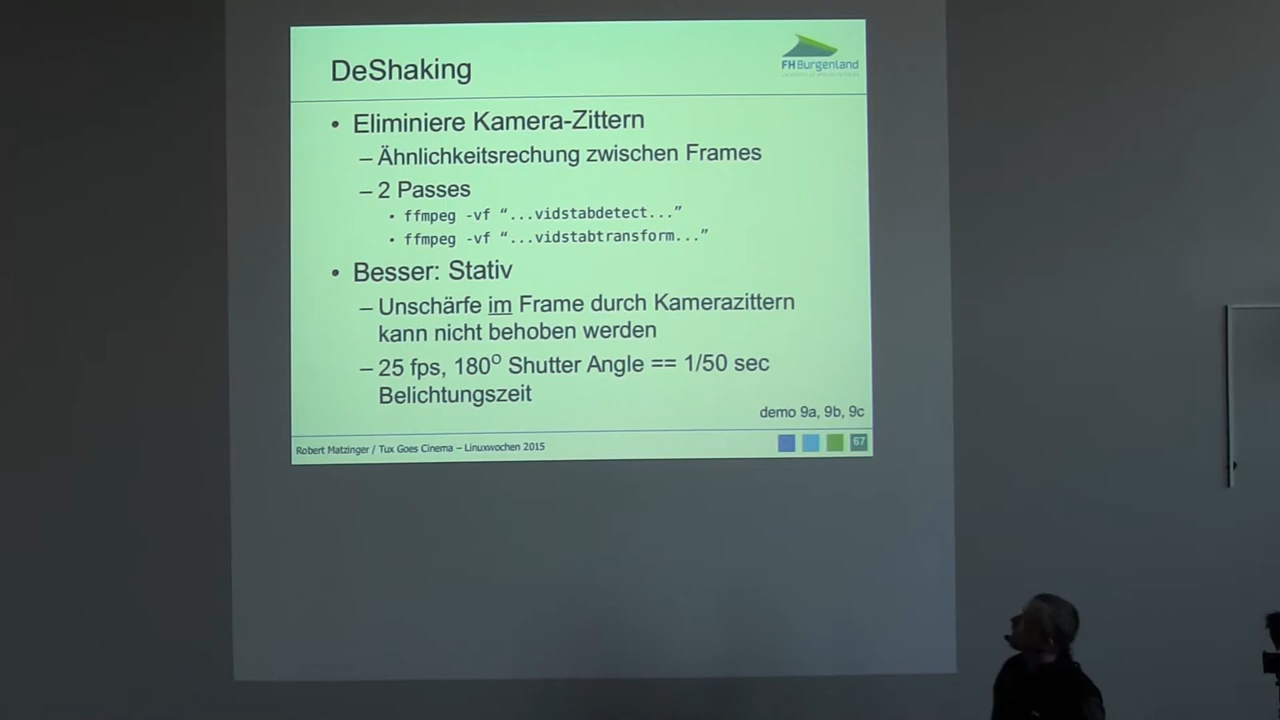 DeShaking
FH Burgenland
• Eliminiere Kamera-Zittern
– Ähnlichkeitsrechung zwischen Frames
– 2 Passes
• ffmpeg -vf “...vidstabdetect...”
• ffmpeg -vf “...vidstabtransform...”
• Besser: Stativ
– Unschärfe im Frame durch Kamerazittern
kann nicht behoben werden
– 25 fps, 180º Shutter Angle == 1/50 sec
Belichtungszeit
demo 9a, 9b, 9c
Robert Matzinger / Tux Goes Cinema – Linuxwochen 2015
67